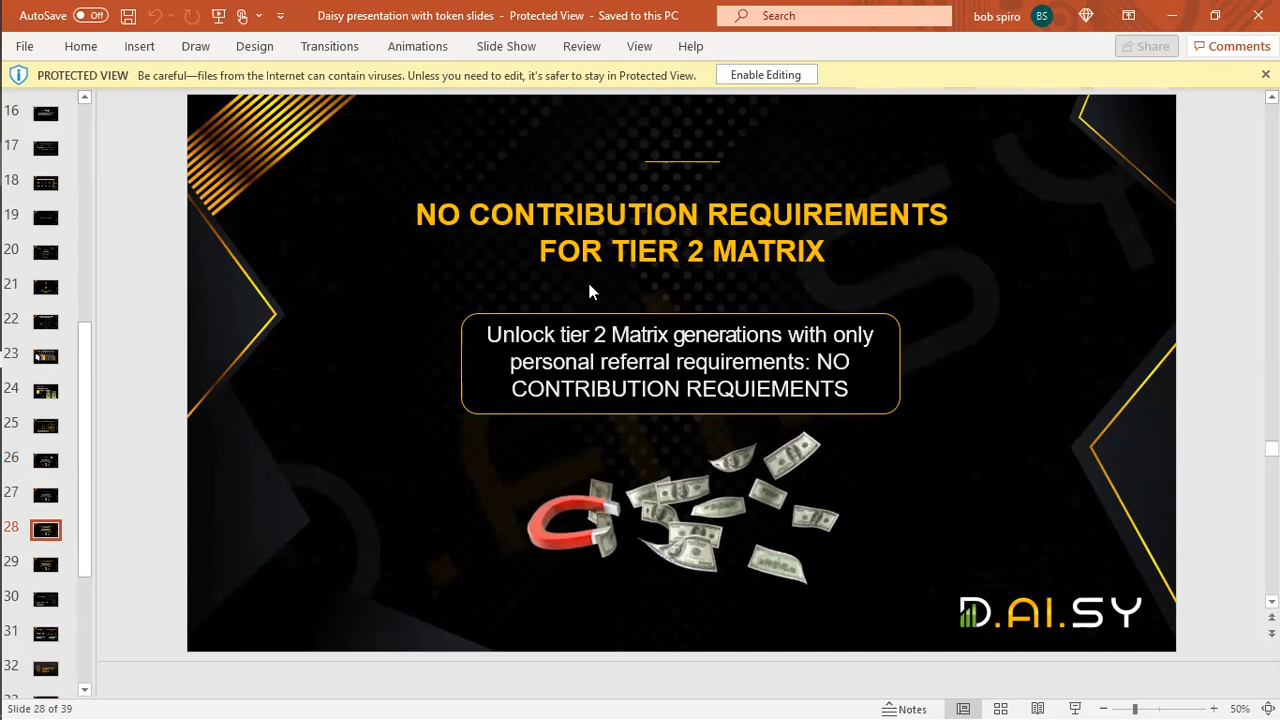 AutoSave Off
Daisy presentation with token slides - Protected View - Saved to this PC
Search
bob spiro
BS
File Home Insert Draw Design Transitions Animations Slide Show Review View Help
Share
Comments
PROTECTED VIEW Be careful—files from the Internet can contain viruses. Unless you need to edit, it's safer to stay in Protected View.
Enable Editing
16
17
18
19
20
21
22
23
24
25
26
27
28
29
30
31
32
NO CONTRIBUTION REQUIREMENTS
FOR TIER 2 MATRIX
Unlock tier 2 Matrix generations with only
personal referral requirements: NO
CONTRIBUTION REQUIEMENTS
D.AI.SY
Slide 28 of 39
Notes
50%